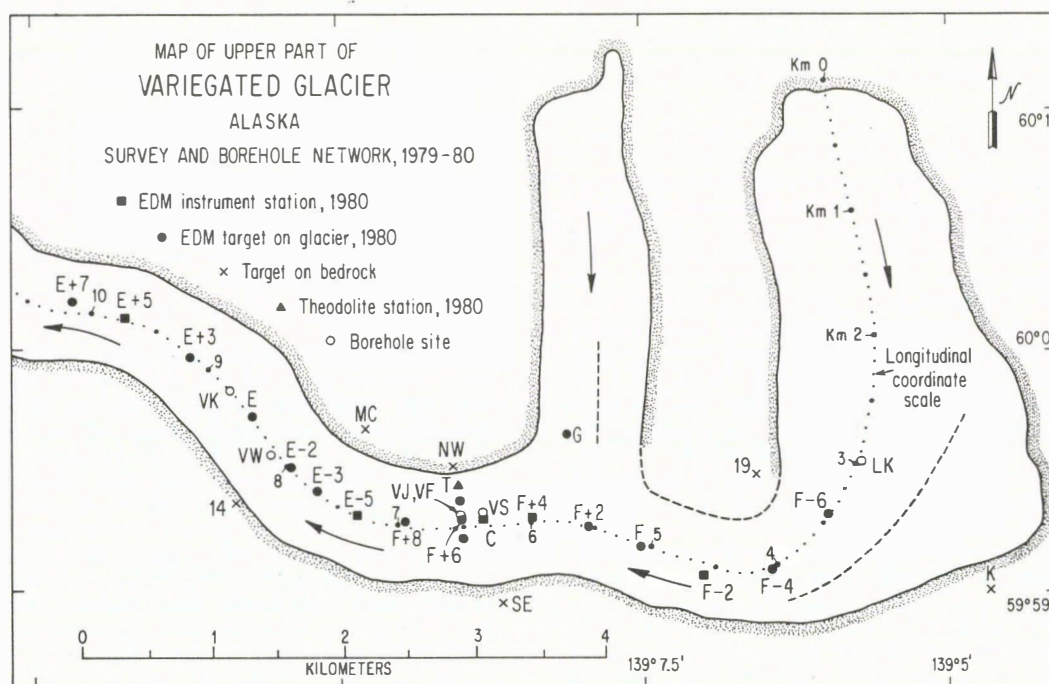 MAP OF UPPER PART OF
VARIEGATED GLACIER
ALASKA
SURVEY AND BOREHOLE NETWORK, 1979-80
■ EDM instrument station, 1980
● EDM target on glacier, 1980
× Target on bedrock
▲ Theodolite station, 1980
○ Borehole site
Km 0
N
60°1
Km 1
Km 2
60°0
Longitudinal
coordinate
scale
E+7
10
E+5
E+3
9
VK
E
MC
VW
E-2
8
E-3
14
E-5
NW
T
VJ, VF
VS
7
F+8
F+6
C
F+4
6
F+2
G
F
5
19
3
LK
F-6
4
F-4
F-2
K
SE
59°59
0
1
2
3
4
KILOMETERS
139°7.5'
139°5'